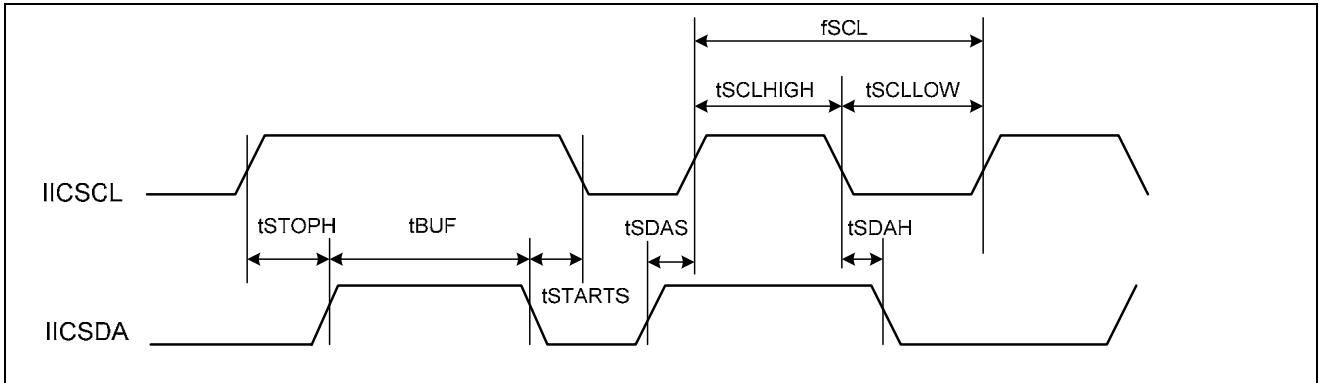 fSCL
tSCLHIGH
tSCLLOW
IICSCL
tSTOPH
tBUF
tSDAS
tSDAH
tSTARTS
IICSDA